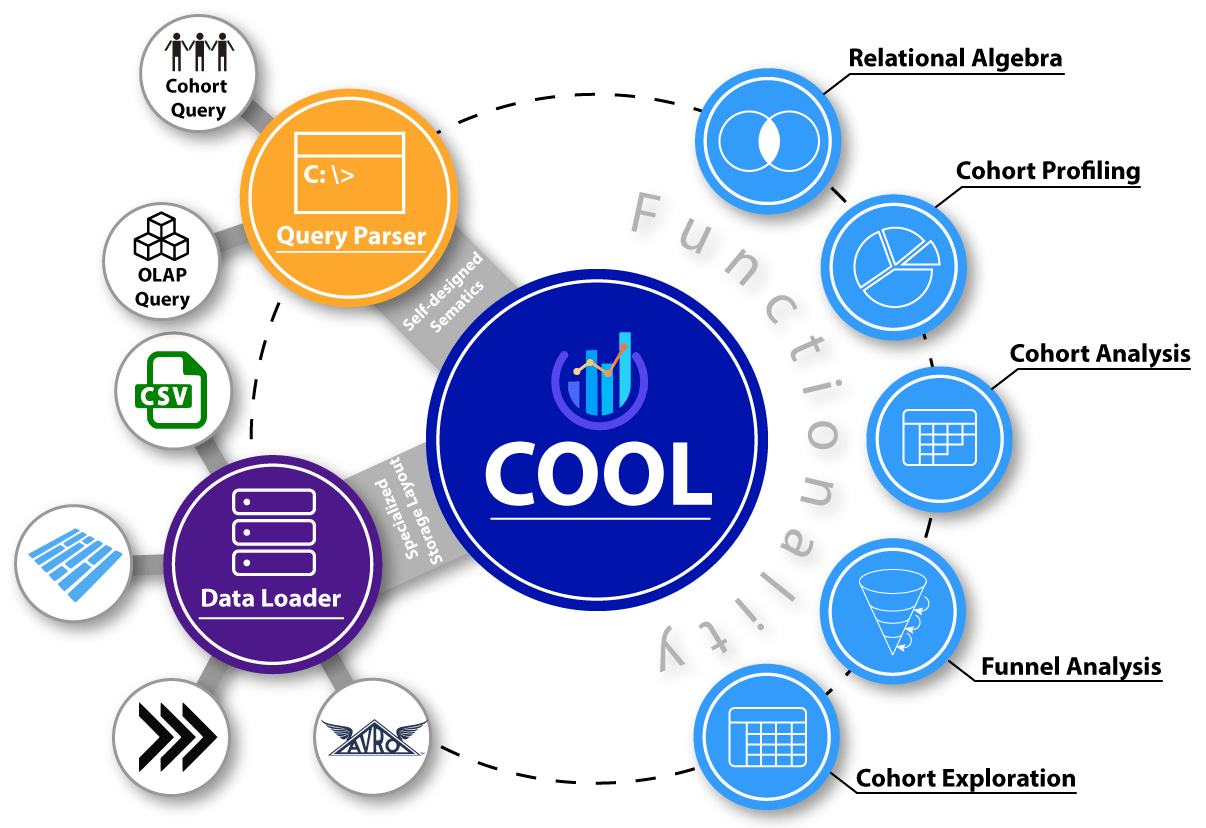 Cohort
Query
C: \>
Query Parser
OLAP
Query
CSV
Self-designed
Sematics
Specialized
Storage Layout
Data Loader
AVRO
COOL
Functionality
Relational Algebra
Cohort Profiling
Cohort Analysis
Funnel Analysis
Cohort Exploration